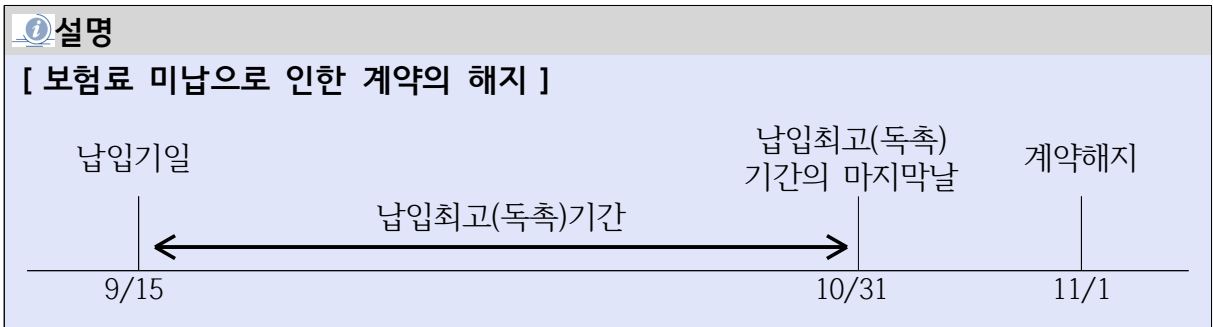 설명
[ 보험료 미납으로 인한 계약의 해지 ]
납입기일
납입최고(독촉)
기간의 마지막날
계약해지
납입최고(독촉)기간
9/15
10/31
11/1